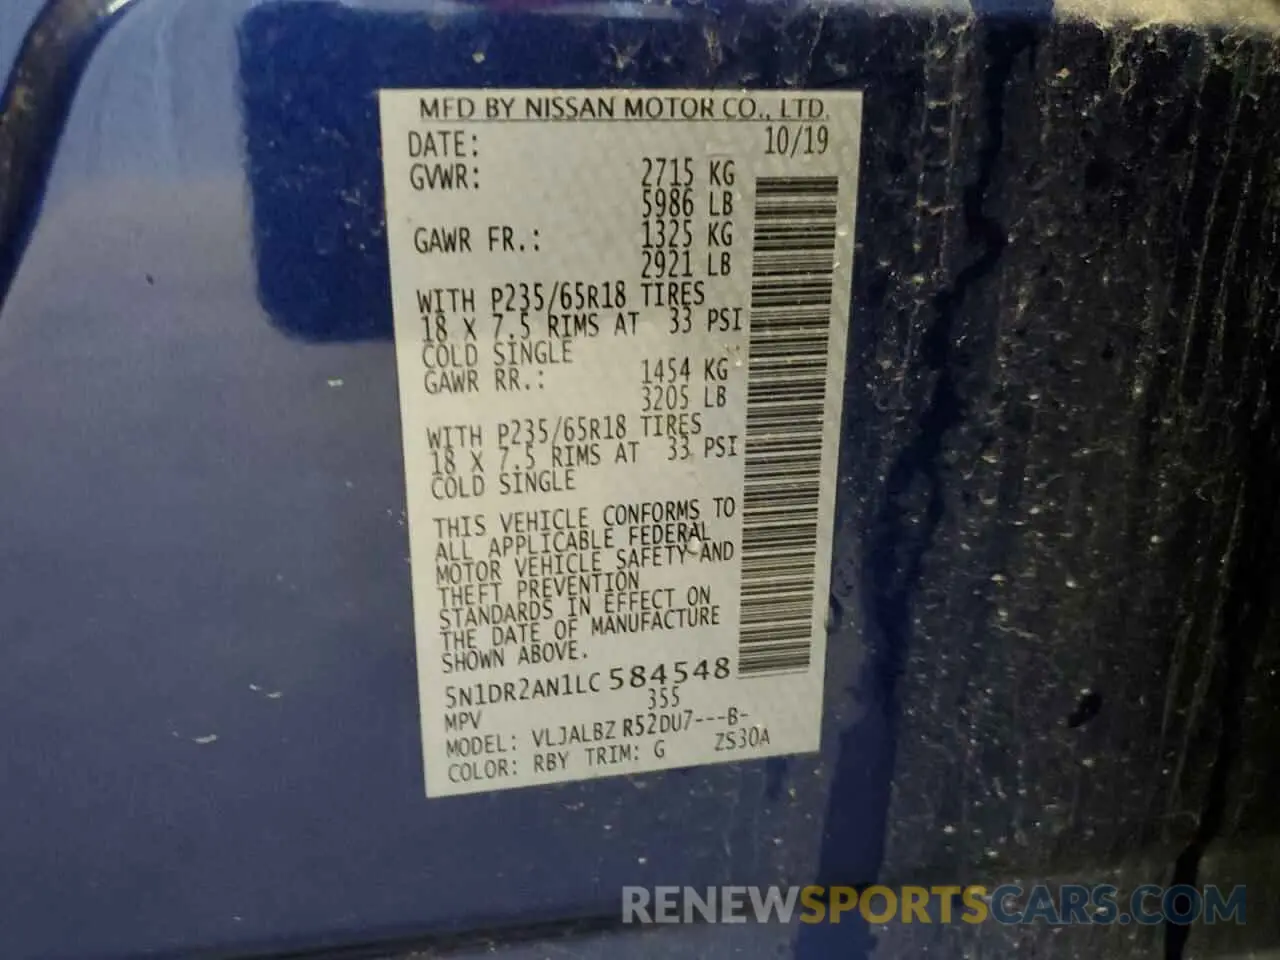 MFD BY NISSAN MOTOR CO., LTD.
DATE: 10/19
GVWR: 2715 KG
5986 LB
GAWR FR.: 1325 KG
2921 LB
WITH P235/65R18 TIRES
18 X 7.5 RIMS AT 33 PSI
COLD SINGLE
GAWR RR.: 1454 KG
3205 LB
WITH P235/65R18 TIRES
18 X 7.5 RIMS AT 33 PSI
COLD SINGLE
THIS VEHICLE CONFORMS TO
ALL APPLICABLE FEDERAL
MOTOR VEHICLE SAFETY AND
THEFT PREVENTION
STANDARDS IN EFFECT ON
THE DATE OF MANUFACTURE
SHOWN ABOVE.
5N1DR2AN1LC 584548
MPV 355
MODEL: VLJALBZ R52DU7---B-
COLOR: RBY TRIM: G ZS30A
RENEWSPORTSCARS.COM